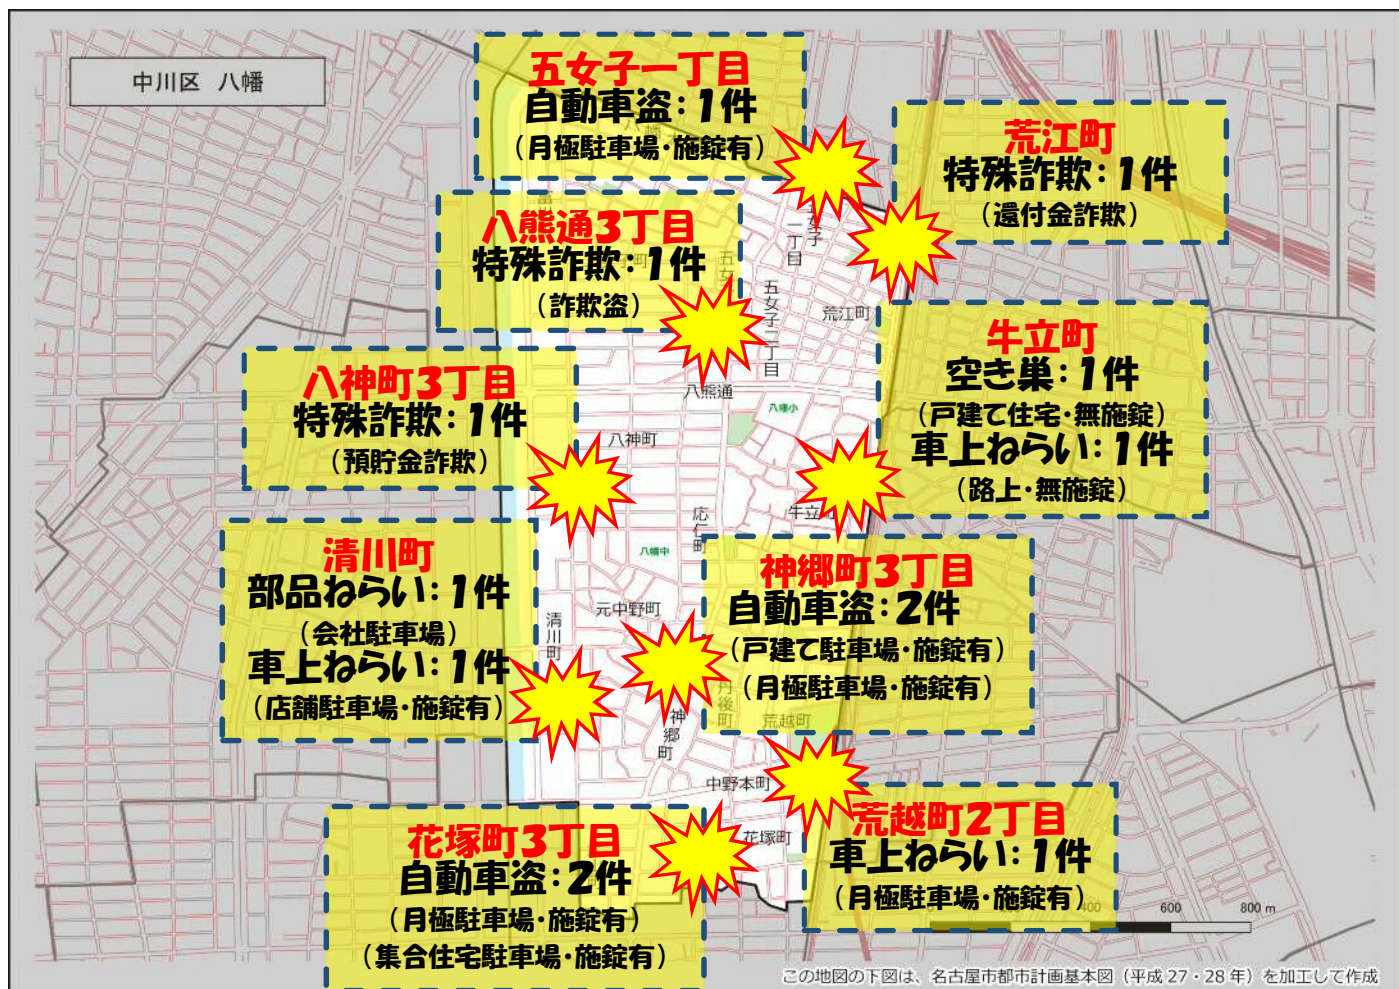 中川区 八幡
五女子一丁目
自動車盗：1件
（月極駐車場・施錠有）
荒江町
特殊詐欺：1件
（還付金詐欺）
八熊通3丁目
特殊詐欺：1件
（詐欺盗）
牛立町
空き巣：1件
（戸建て住宅・無施錠）
車上ねらい：1件
（路上・無施錠）
八神町3丁目
特殊詐欺：1件
（預貯金詐欺）
清川町
部品ねらい：1件
（会社駐車場）
車上ねらい：1件
（店舗駐車場・施錠有）
神郷町3丁目
自動車盗：2件
（戸建て駐車場・施錠有）
（月極駐車場・施錠有）
花塚町3丁目
自動車盗：2件
（月極駐車場・施錠有）
（集合住宅駐車場・施錠有）
荒越町2丁目
車上ねらい：1件
（月極駐車場・施錠有）
一丁目
五女子二丁目
荒江町
八熊通
八幡小
八神町
応仁町
牛立
八幡中
元中野町
清川町
丹後町
荒越町
神郷町
中野本町
花塚町
400
600
800 m
この地図の下図は、名古屋市都市計画基本図（平成 27・28 年）を加工して作成